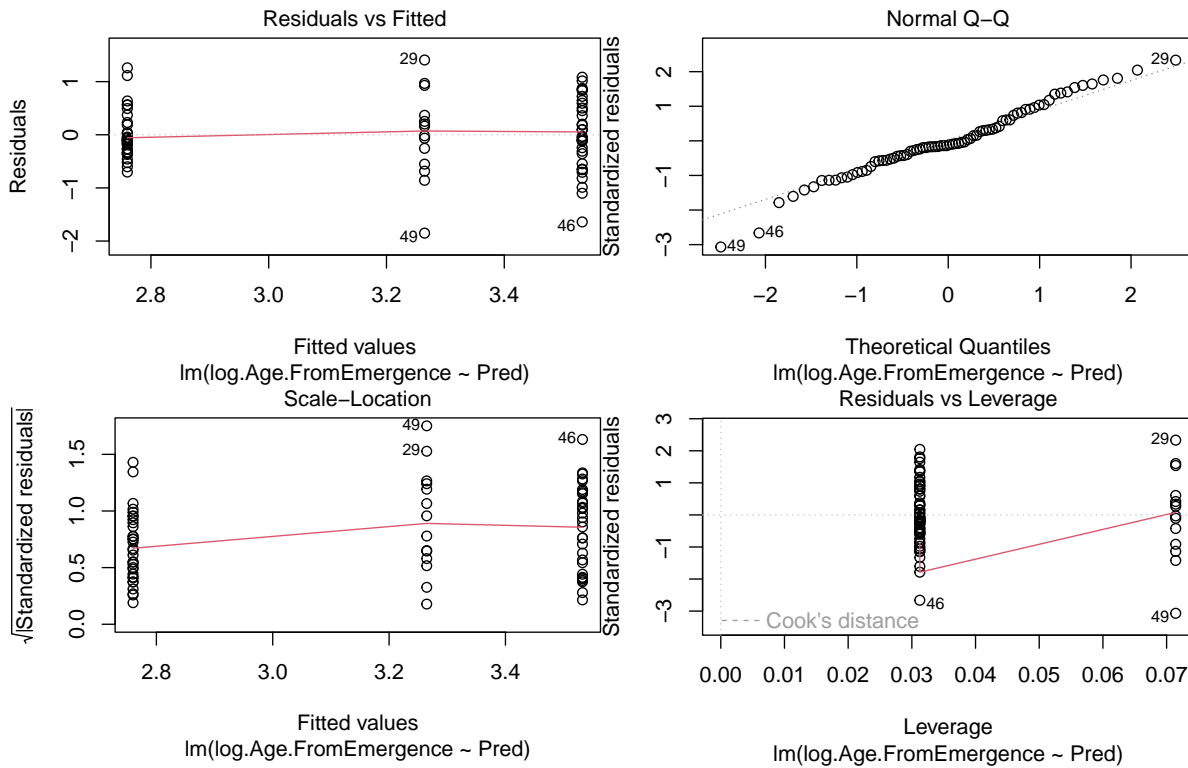 Residuals vs Fitted
Residuals
1
0
−1
−2
29
49
46
2.8
3.0
3.2
3.4
Fitted values
lm(log.Age.FromEmergence ~ Pred)
Normal Q−Q
Standardized residuals
2
−1
−3
29
46
49
−2
−1
0
1
2
Theoretical Quantiles
lm(log.Age.FromEmergence ~ Pred)
Scale−Location
√|Standardized residuals|
1.5
1.0
0.5
0.0
49
29
46
2.8
3.0
3.2
3.4
Fitted values
lm(log.Age.FromEmergence ~ Pred)
Residuals vs Leverage
Standardized residuals
3
1
−1
−3
29
46
49
Cook's distance
0.00
0.01
0.02
0.03
0.04
0.05
0.06
0.07
Leverage
lm(log.Age.FromEmergence ~ Pred)